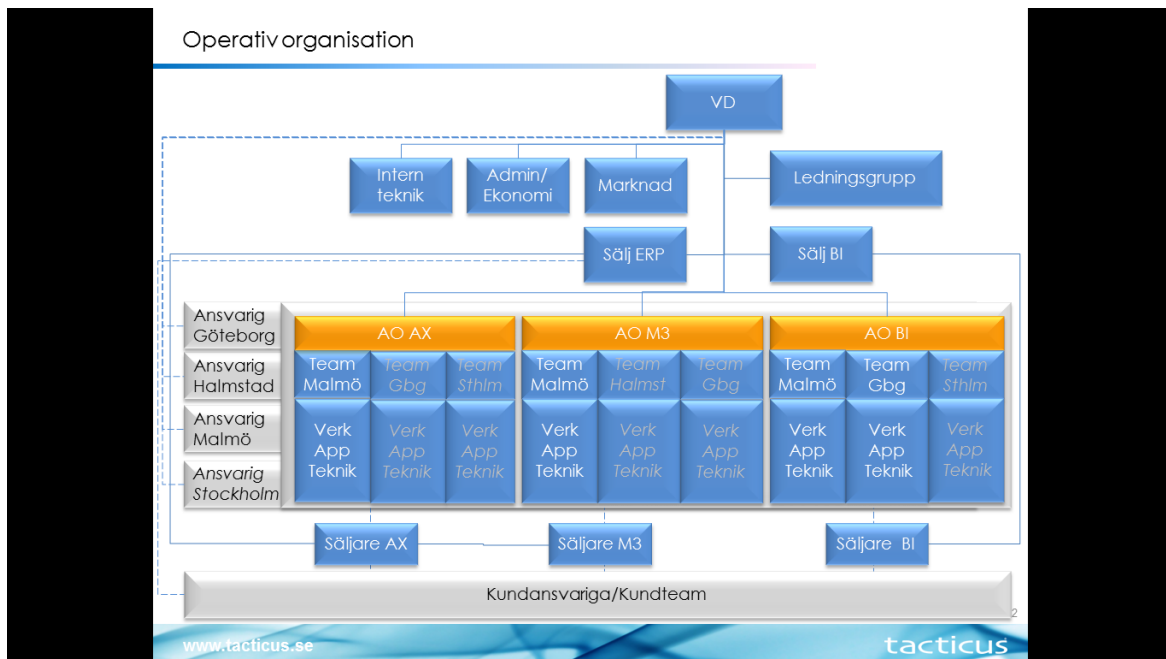 Operativ organisation
VD
Intern
teknik
Admin/
Ekonomi
Marknad
Ledningsgrupp
Sälj ERP
Sälj BI
Ansvarig
Göteborg
Ansvarig
Halmstad
Ansvarig
Malmö
Ansvarig
Stockholm
AO AX
AO M3
AO BI
Team
Malmö
Team
Gbg
Team
Sthlm
Team
Malmö
Team
Halmst
Team
Gbg
Team
Malmö
Team
Gbg
Team
Sthlm
Verk
App
Teknik
Verk
App
Teknik
Verk
App
Teknik
Verk
App
Teknik
Verk
App
Teknik
Verk
App
Teknik
Verk
App
Teknik
Verk
App
Teknik
Verk
App
Teknik
Säljare AX
Säljare M3
Säljare BI
Kundansvariga/Kundteam
2
www.tacticus.se
tacticus